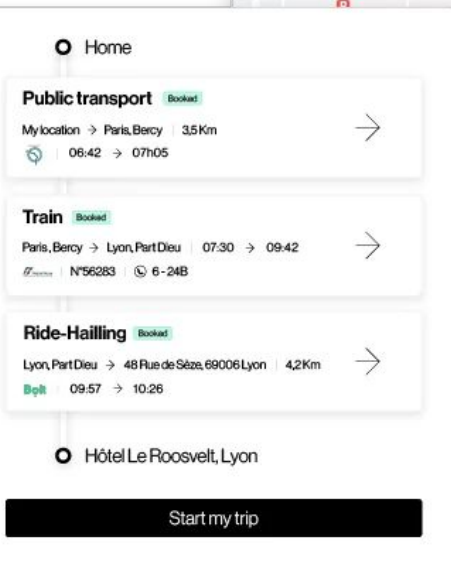 Home
Public transport Booked
My location → Paris, Bercy | 3,5 Km
06:42 → 07h05
Train Booked
Paris, Bercy → Lyon, Part Dieu | 07:30 → 09:42
N°56283 | 6-24B
Ride-Hailling Booked
Lyon, Part Dieu → 48 Rue de Sèze, 69006 Lyon | 4,2 Km
Bolt 09:57 → 10:26
Hôtel Le Roosvelt, Lyon
Start my trip